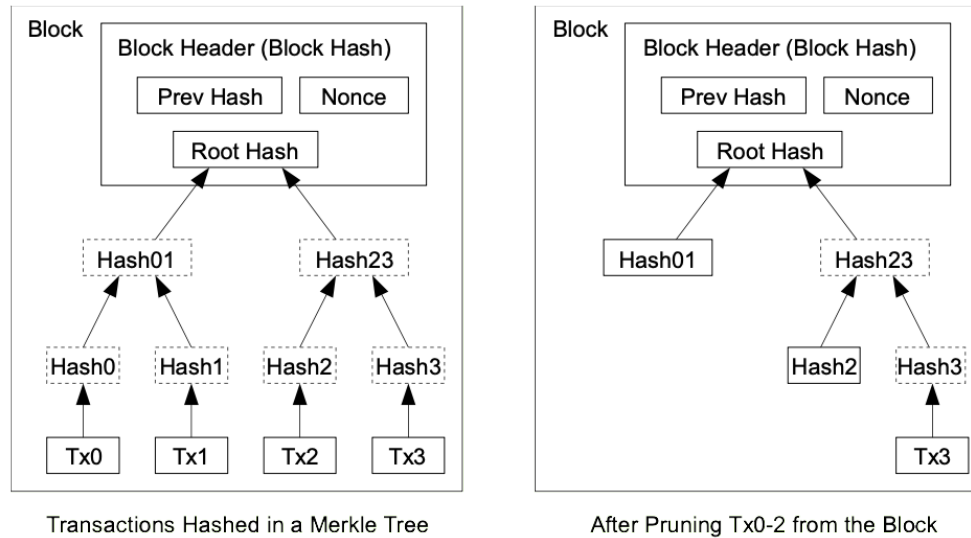 Block
Block Header (Block Hash)
Prev Hash
Nonce
Root Hash
Hash01
Hash23
Hash0
Hash1
Hash2
Hash3
Tx0
Tx1
Tx2
Tx3
Transactions Hashed in a Merkle Tree
Block
Block Header (Block Hash)
Prev Hash
Nonce
Root Hash
Hash01
Hash23
Hash2
Hash3
Tx3
After Pruning Tx0-2 from the Block